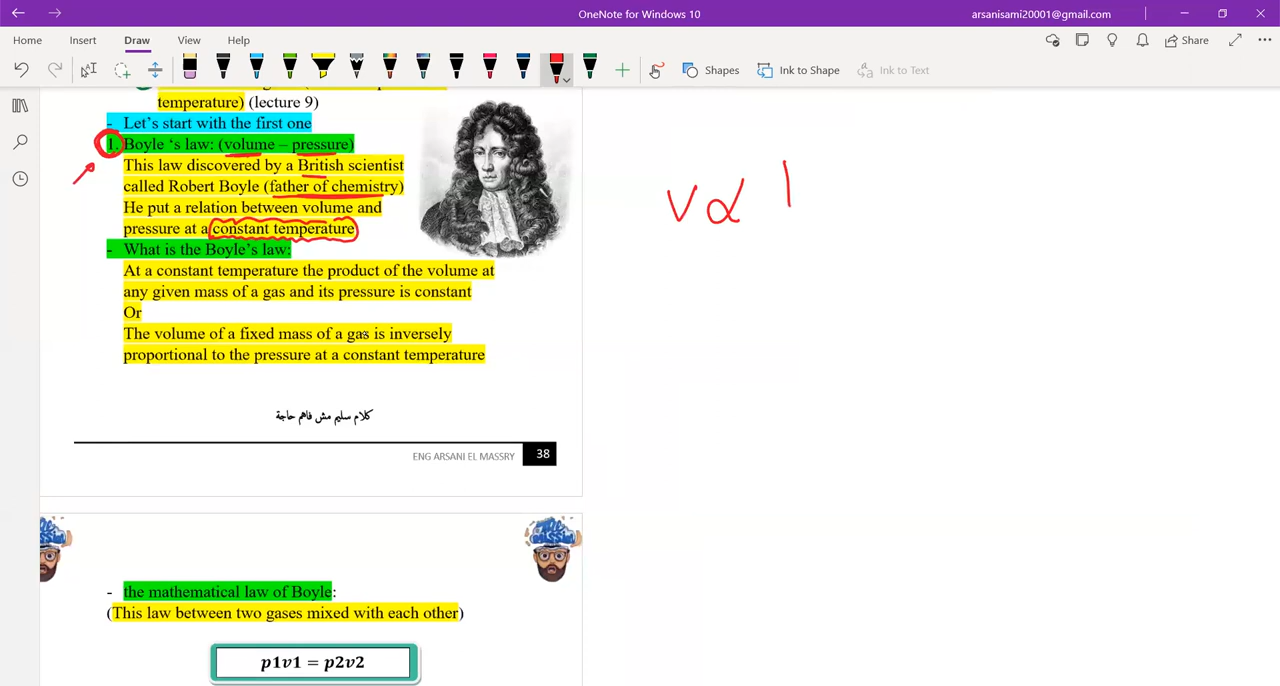 OneNote for Windows 10
arsanisami20001@gmail.com
Home Insert Draw View Help
Share
Shapes
Ink to Shape
Ink to Text
temperature) (lecture 9)
- Let's start with the first one
1. Boyle 's law: (volume – pressure)
This law discovered by a British scientist
called Robert Boyle (father of chemistry)
He put a relation between volume and
pressure at a constant temperature
- What is the Boyle's law:
At a constant temperature the product of the volume at
any given mass of a gas and its pressure is constant
Or
The volume of a fixed mass of a gas is inversely
proportional to the pressure at a constant temperature
كلام سليم مش فاهم حاجة
ENG ARSANI EL MASSRY 38
- the mathematical law of Boyle:
(This law between two gases mixed with each other)
p1v1 = p2v2
V α 1